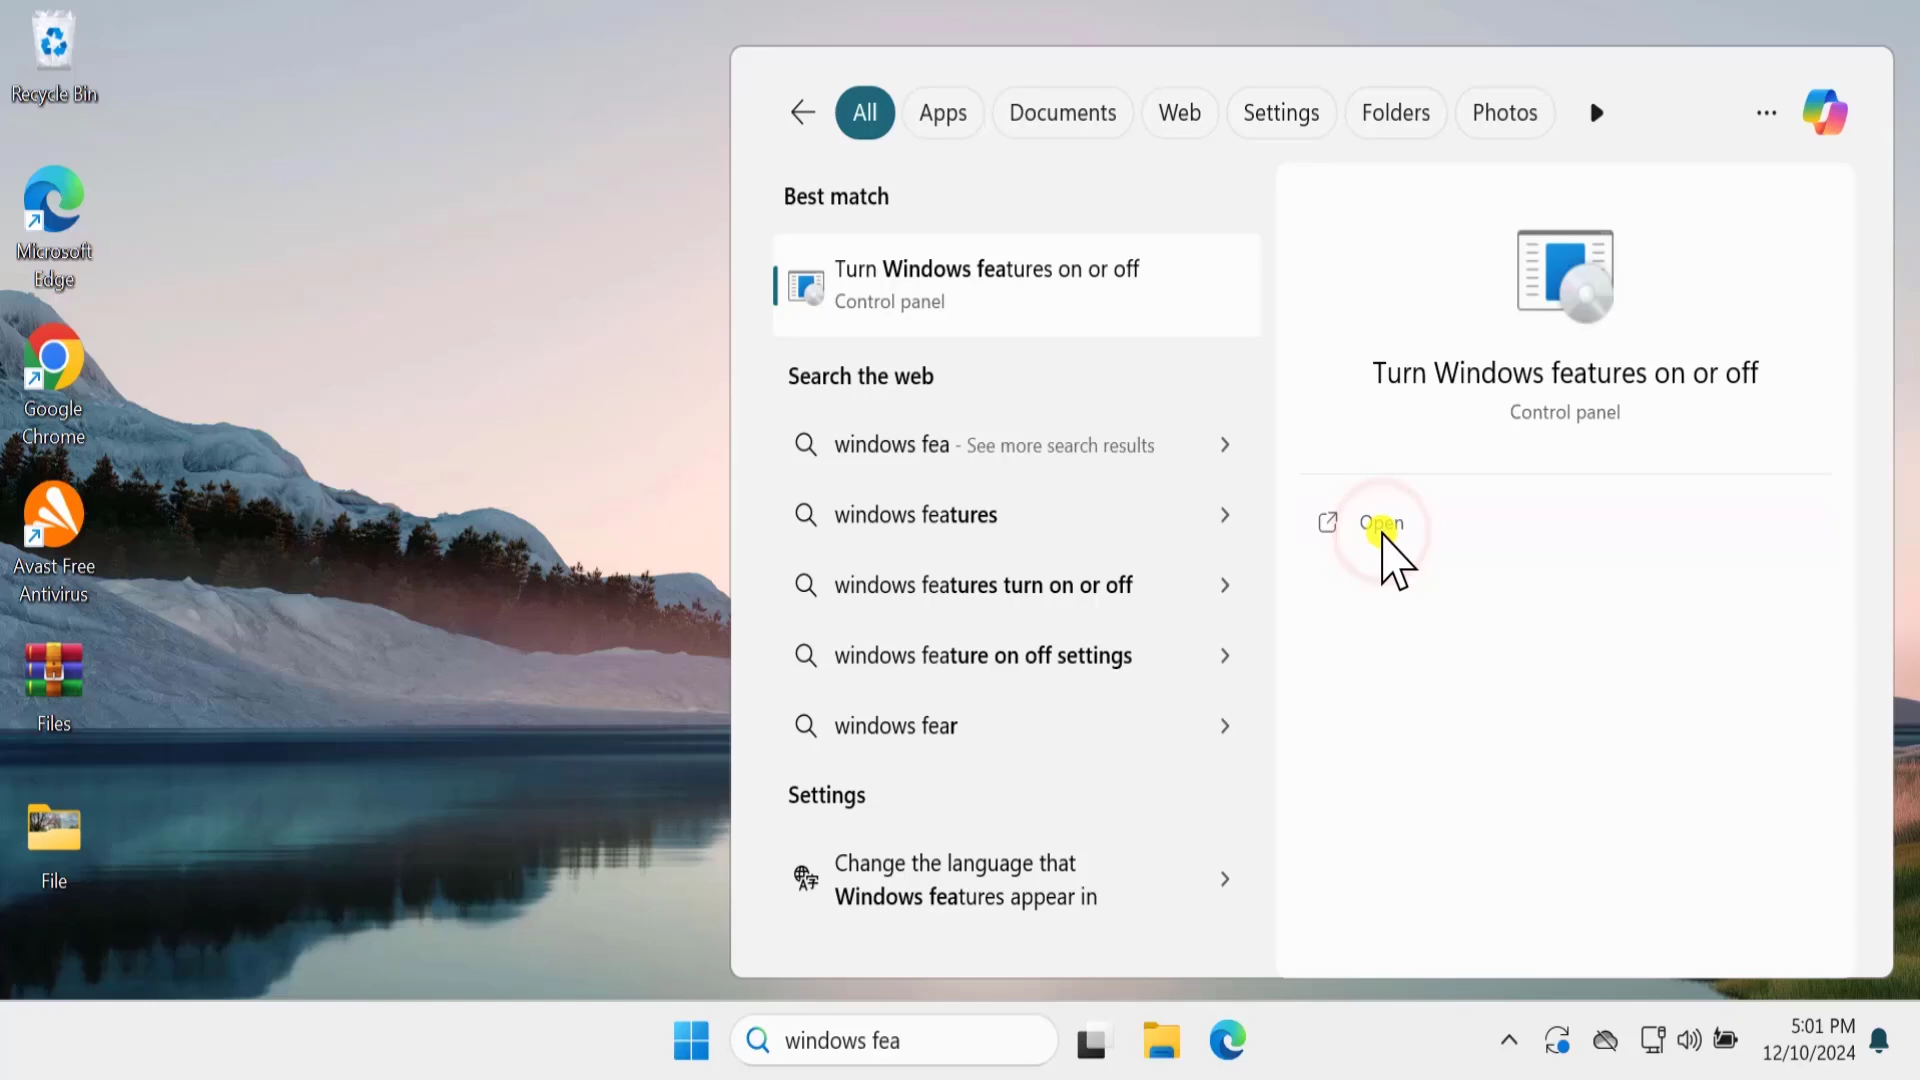 Recycle Bin
Microsoft
Edge
Google
Chrome
Avast Free
Antivirus
Files
File
All
Apps
Documents
Web
Settings
Folders
Photos
Best match
Turn Windows features on or off
Control panel
Search the web
windows fea - See more search results
windows features
windows features turn on or off
windows feature on off settings
windows fear
Settings
Change the language that
Windows features appear in
Turn Windows features on or off
Control panel
Open
windows fea
5:01 PM
12/10/2024